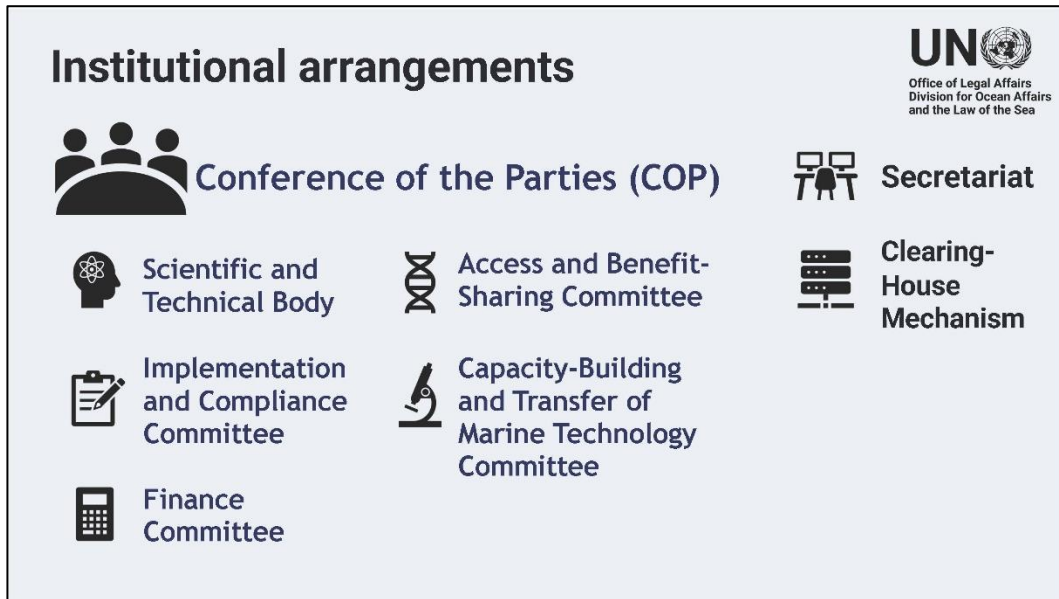 Institutional arrangements
UN
Office of Legal Affairs
Division for Ocean Affairs
and the Law of the Sea
Conference of the Parties (COP)
Secretariat
Scientific and
Technical Body
Access and Benefit-
Sharing Committee
Clearing-
House
Mechanism
Implementation
and Compliance
Committee
Capacity-Building
and Transfer of
Marine Technology
Committee
Finance
Committee